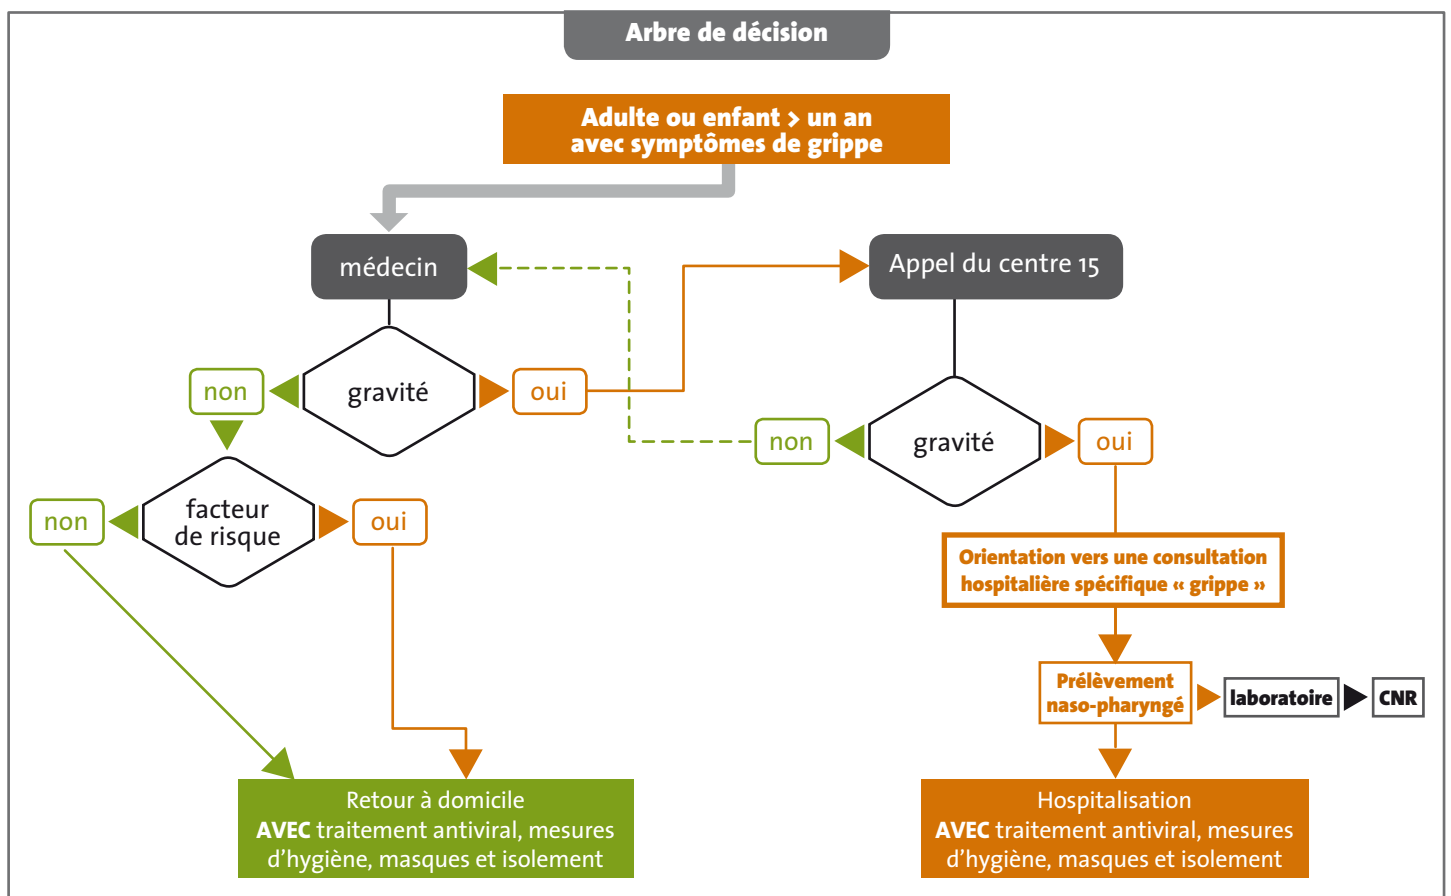 Arbre de décision
Adulte ou enfant > un an
avec symptômes de grippe
médecin
Appel du centre 15
gravité
non
oui
gravité
non
oui
facteur
de risque
non
oui
Orientation vers une consultation
hospitalière spécifique « grippe »
Prélèvement
naso-pharyngé
laboratoire
CNR
Retour à domicile
AVEC traitement antiviral, mesures
d'hygiène, masques et isolement
Hospitalisation
AVEC traitement antiviral, mesures
d'hygiène, masques et isolement